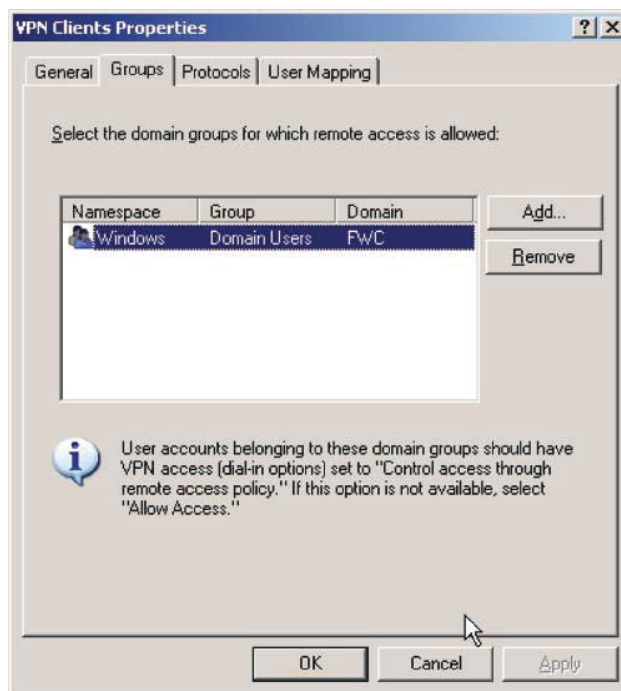 VPN Clients Properties
General Groups Protocols User Mapping
Select the domain groups for which remote access is allowed:
Namespace Group Domain
Windows Domain Users FWC
Add...
Remove
User accounts belonging to these domain groups should have
VPN access (dial-in options) set to "Control access through
remote access policy." If this option is not available, select
"Allow Access."
OK Cancel Apply